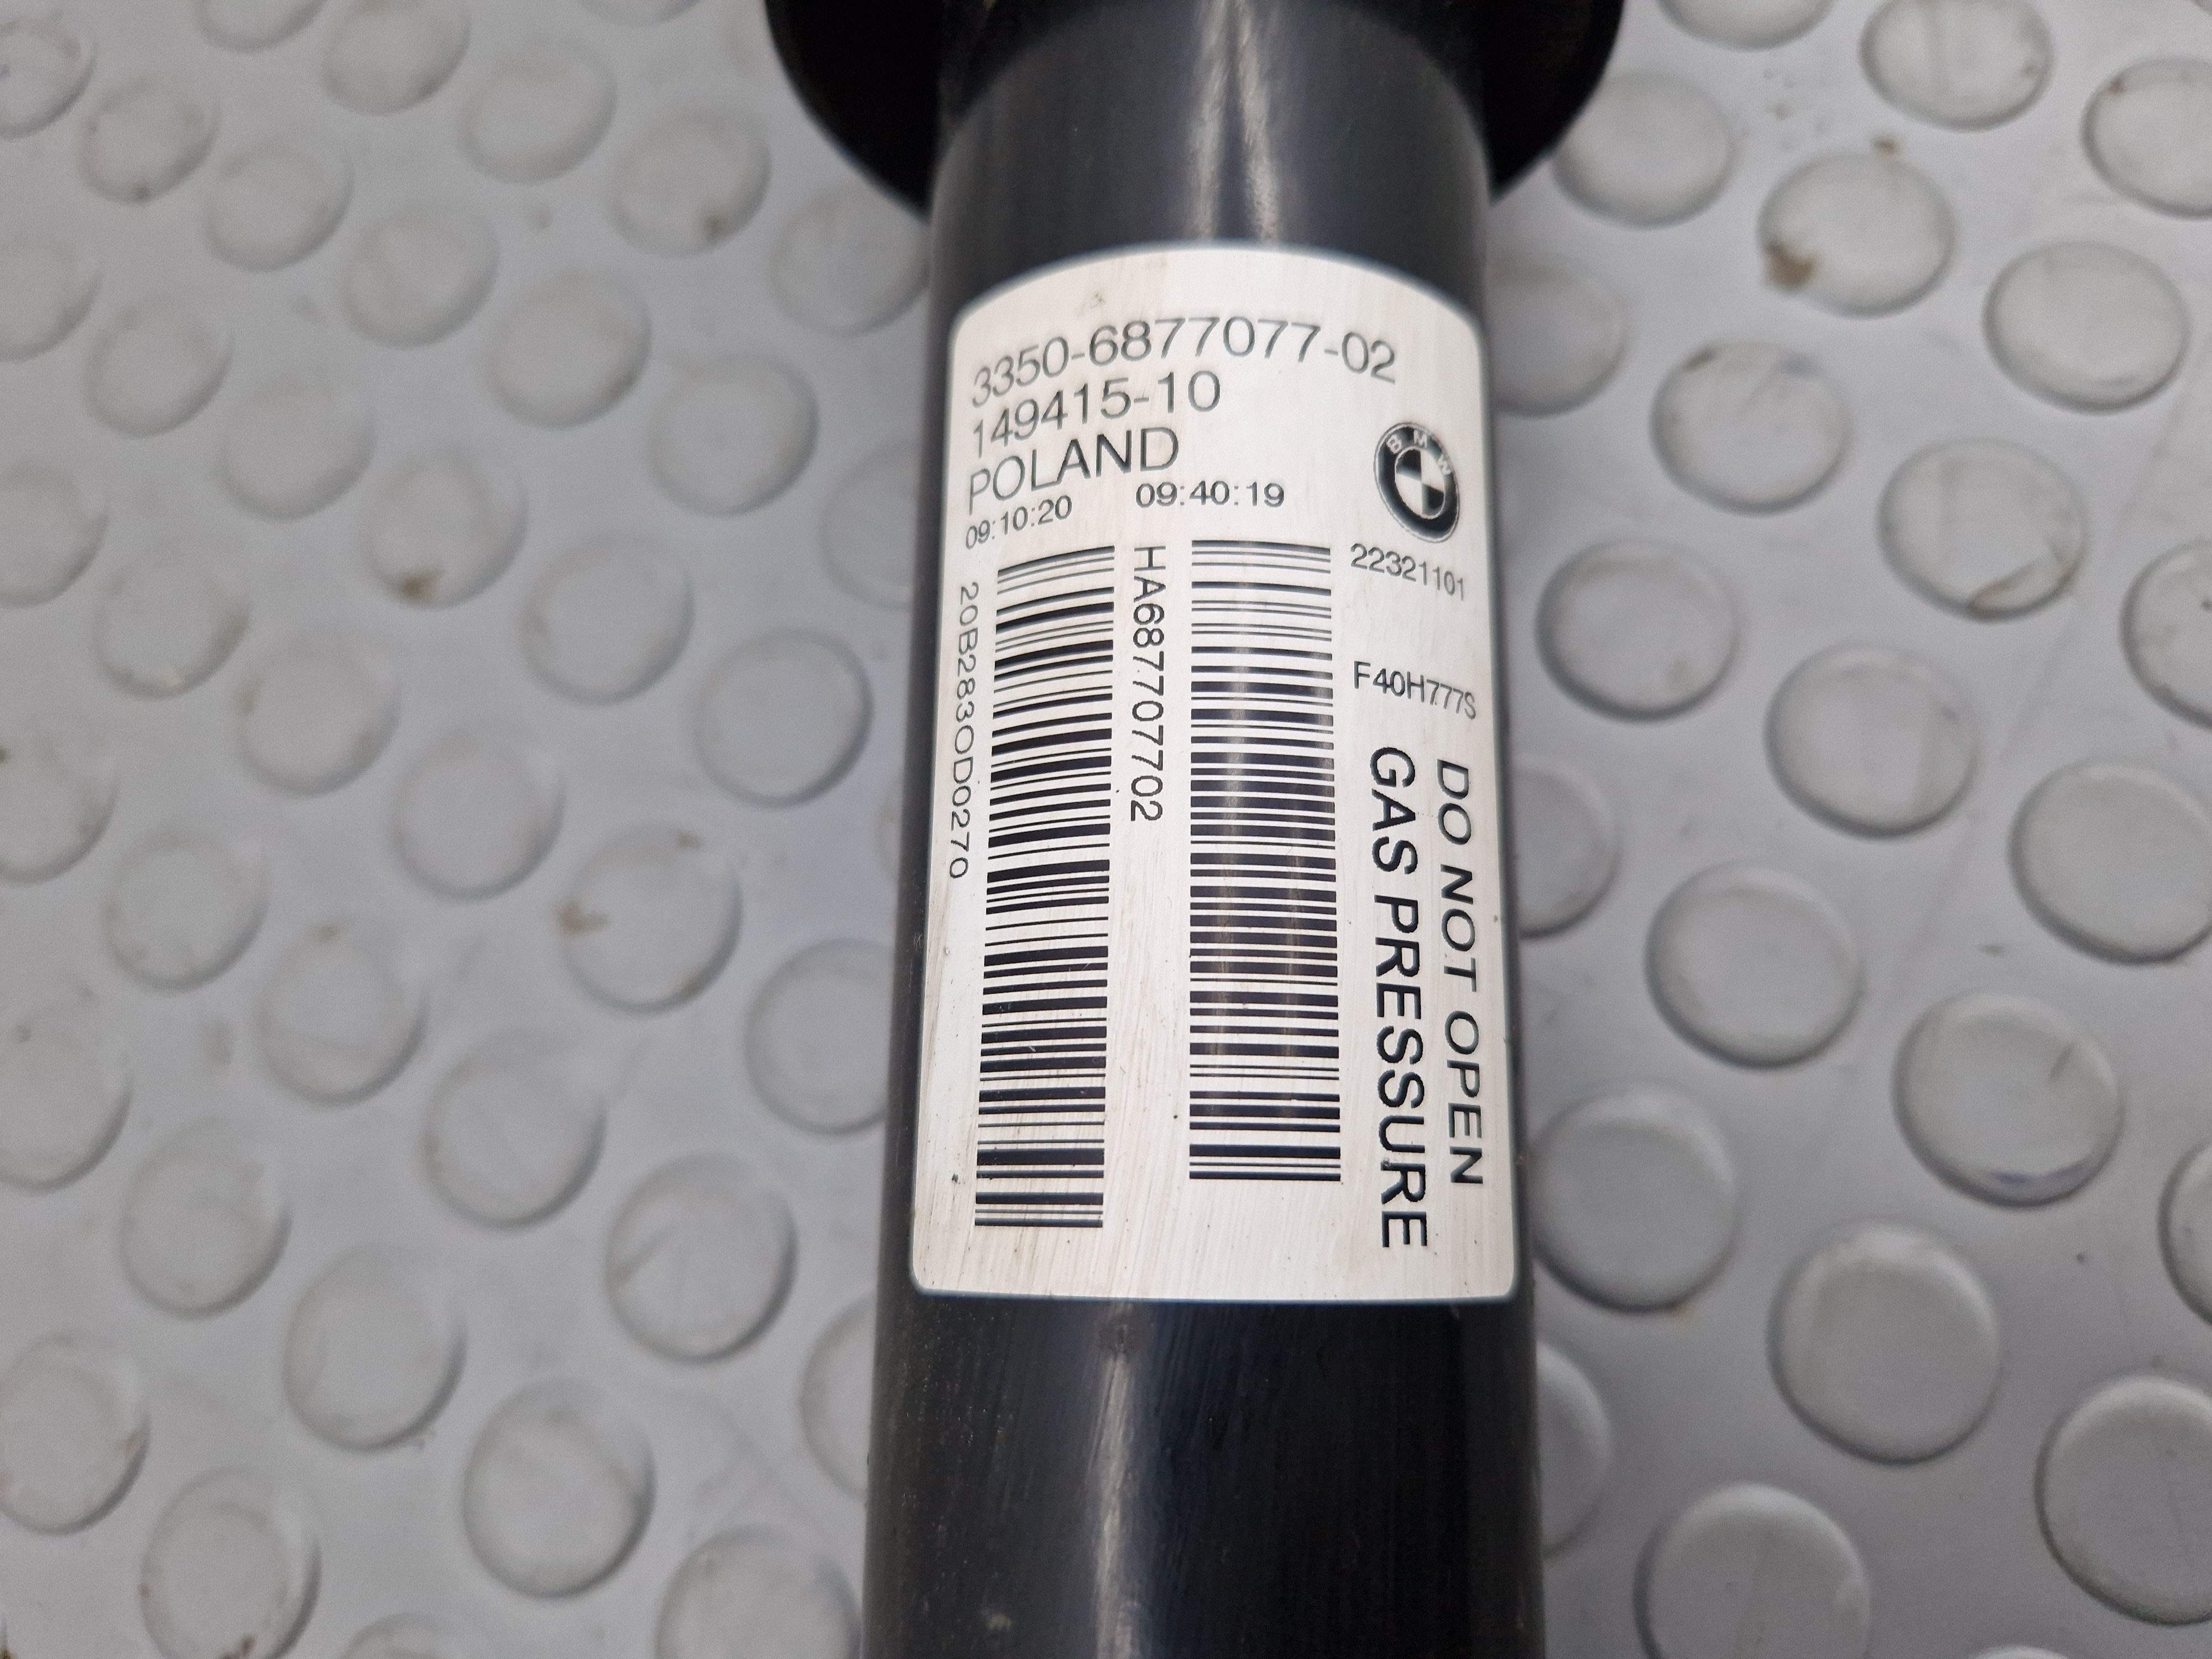 3350-6877077-02
149415-10
POLAND
09:10:20 09:40:19
BMW
22321101
F40H777S
DO NOT OPEN
GAS PRESSURE
HA687707702
20B2830D0270